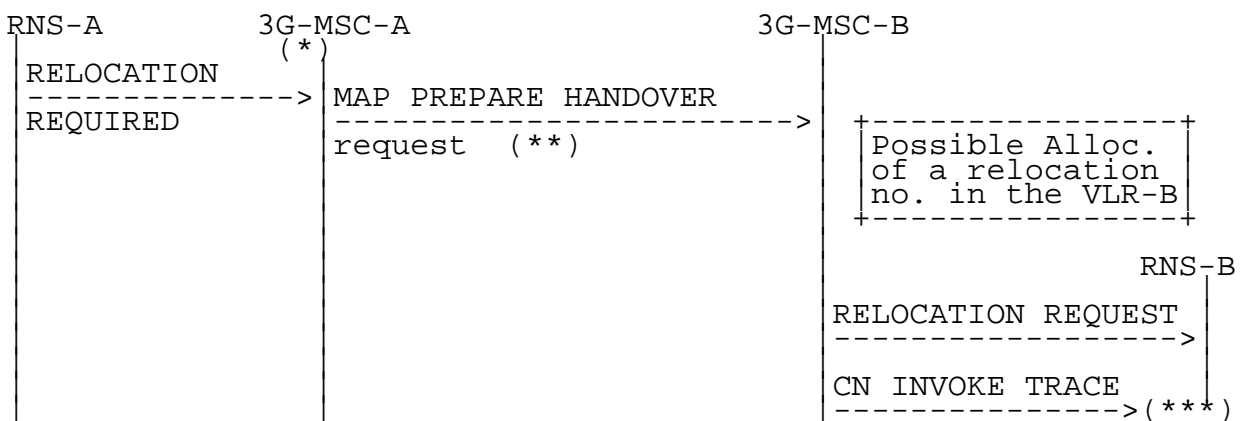 RNS-A 3G-MSC-A 3G-MSC-B
(*)
RELOCATION
MAP PREPARE HANDOVER
REQUIRED
request (**)
Possible Alloc.
of a relocation
no. in the VLR-B
RNS-B
RELOCATION REQUEST
CN INVOKE TRACE
(***)